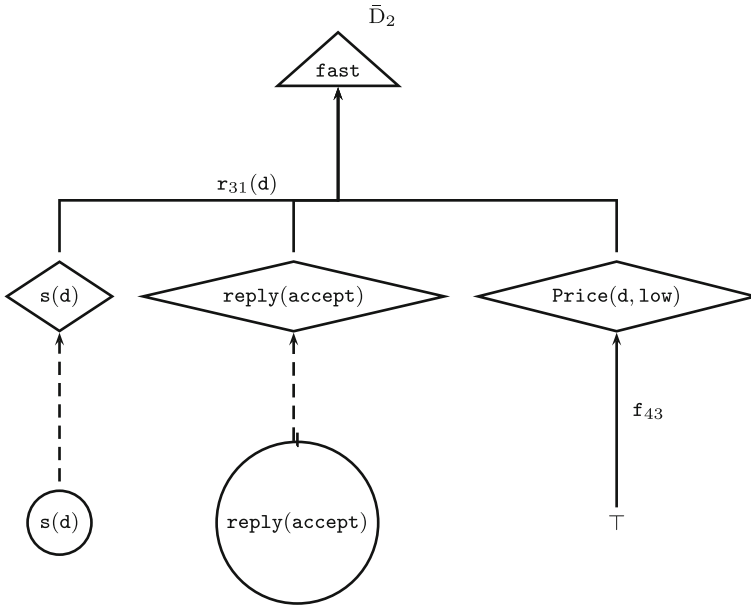 D̄₂
fast
r₃₁(d)
s(d) reply(accept) Price(d, low)
f₄₃
s(d) reply(accept) ⊤